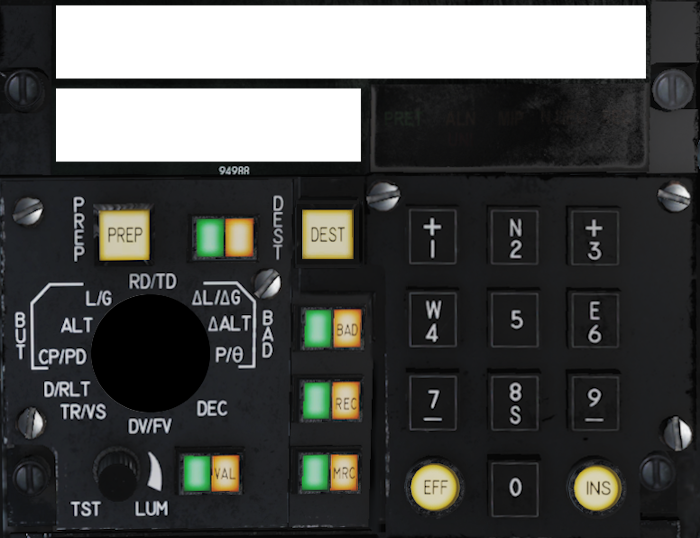 PREP
PREP
DEST
DEST
RD/TD
L/G
ΔL/ΔG
BUT
ALT
ΔALT
BAD
CP/PD
P/θ
D/RLT
TR/VS
DEC
DV/FV
TST
LUM
VAL
BAD
REC
MRC
+
1
N
2
+
3
W
4
5
E
6
7
–
8
S
9
–
EFF
0
INS